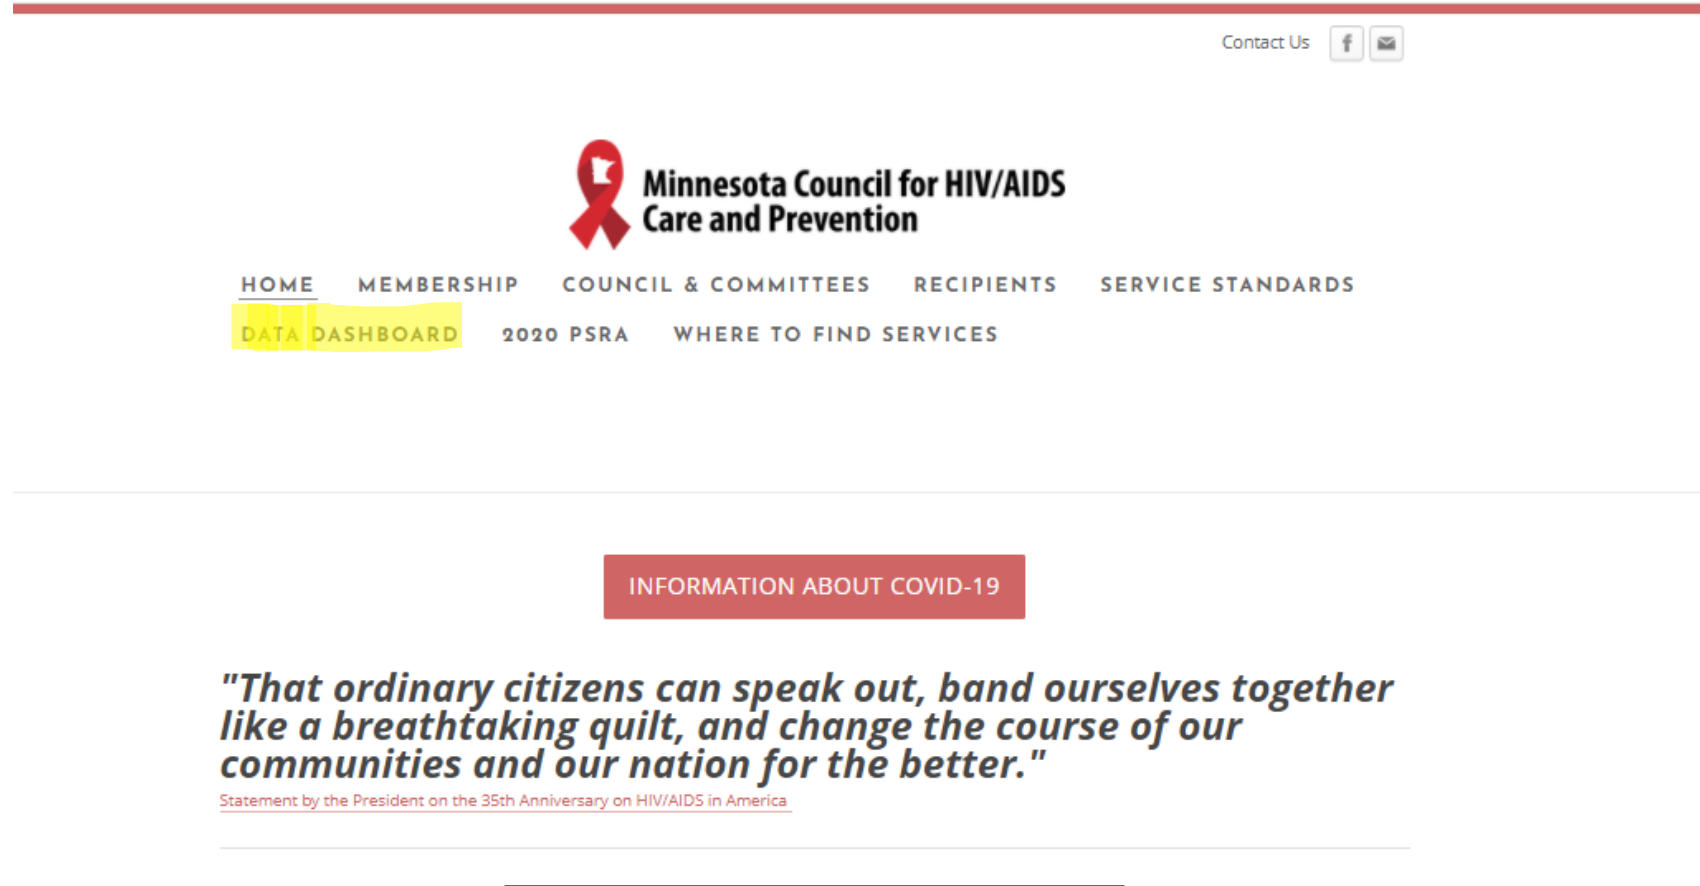 Contact Us
Minnesota Council for HIV/AIDS
Care and Prevention
HOME MEMBERSHIP COUNCIL & COMMITTEES RECIPIENTS SERVICE STANDARDS
DATA DASHBOARD 2020 PSRA WHERE TO FIND SERVICES
INFORMATION ABOUT COVID-19
"That ordinary citizens can speak out, band ourselves together
like a breathtaking quilt, and change the course of our
communities and our nation for the better."
Statement by the President on the 35th Anniversary on HIV/AIDS in America